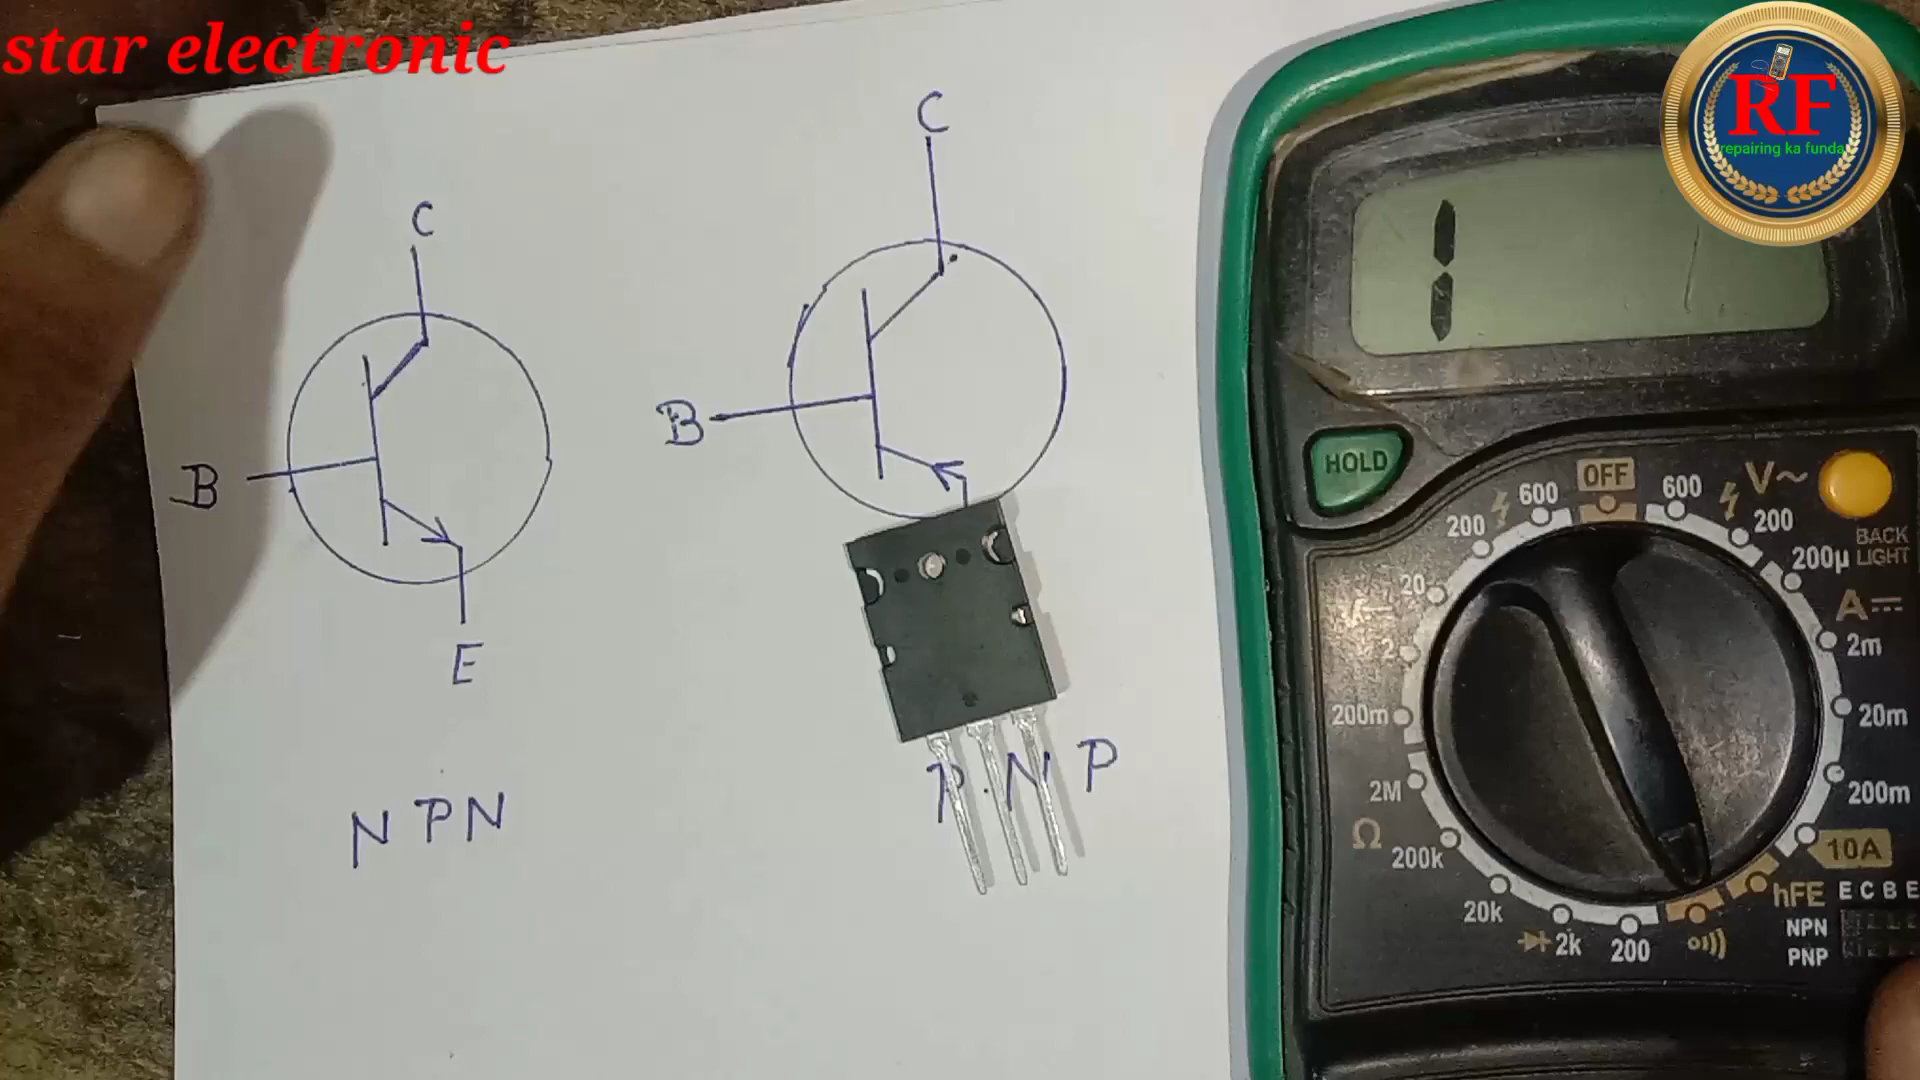 star electronic
RF
repairing ka funda
C
B
E
NPN
C
B
P.NP
1
HOLD
OFF
600
200
20
2
200m
2M
Ω
200k
20k
2k
200
600
V~
200
BACK
LIGHT
200µ
A
2m
20m
200m
10A
hFE E C B E
NPN
PNP